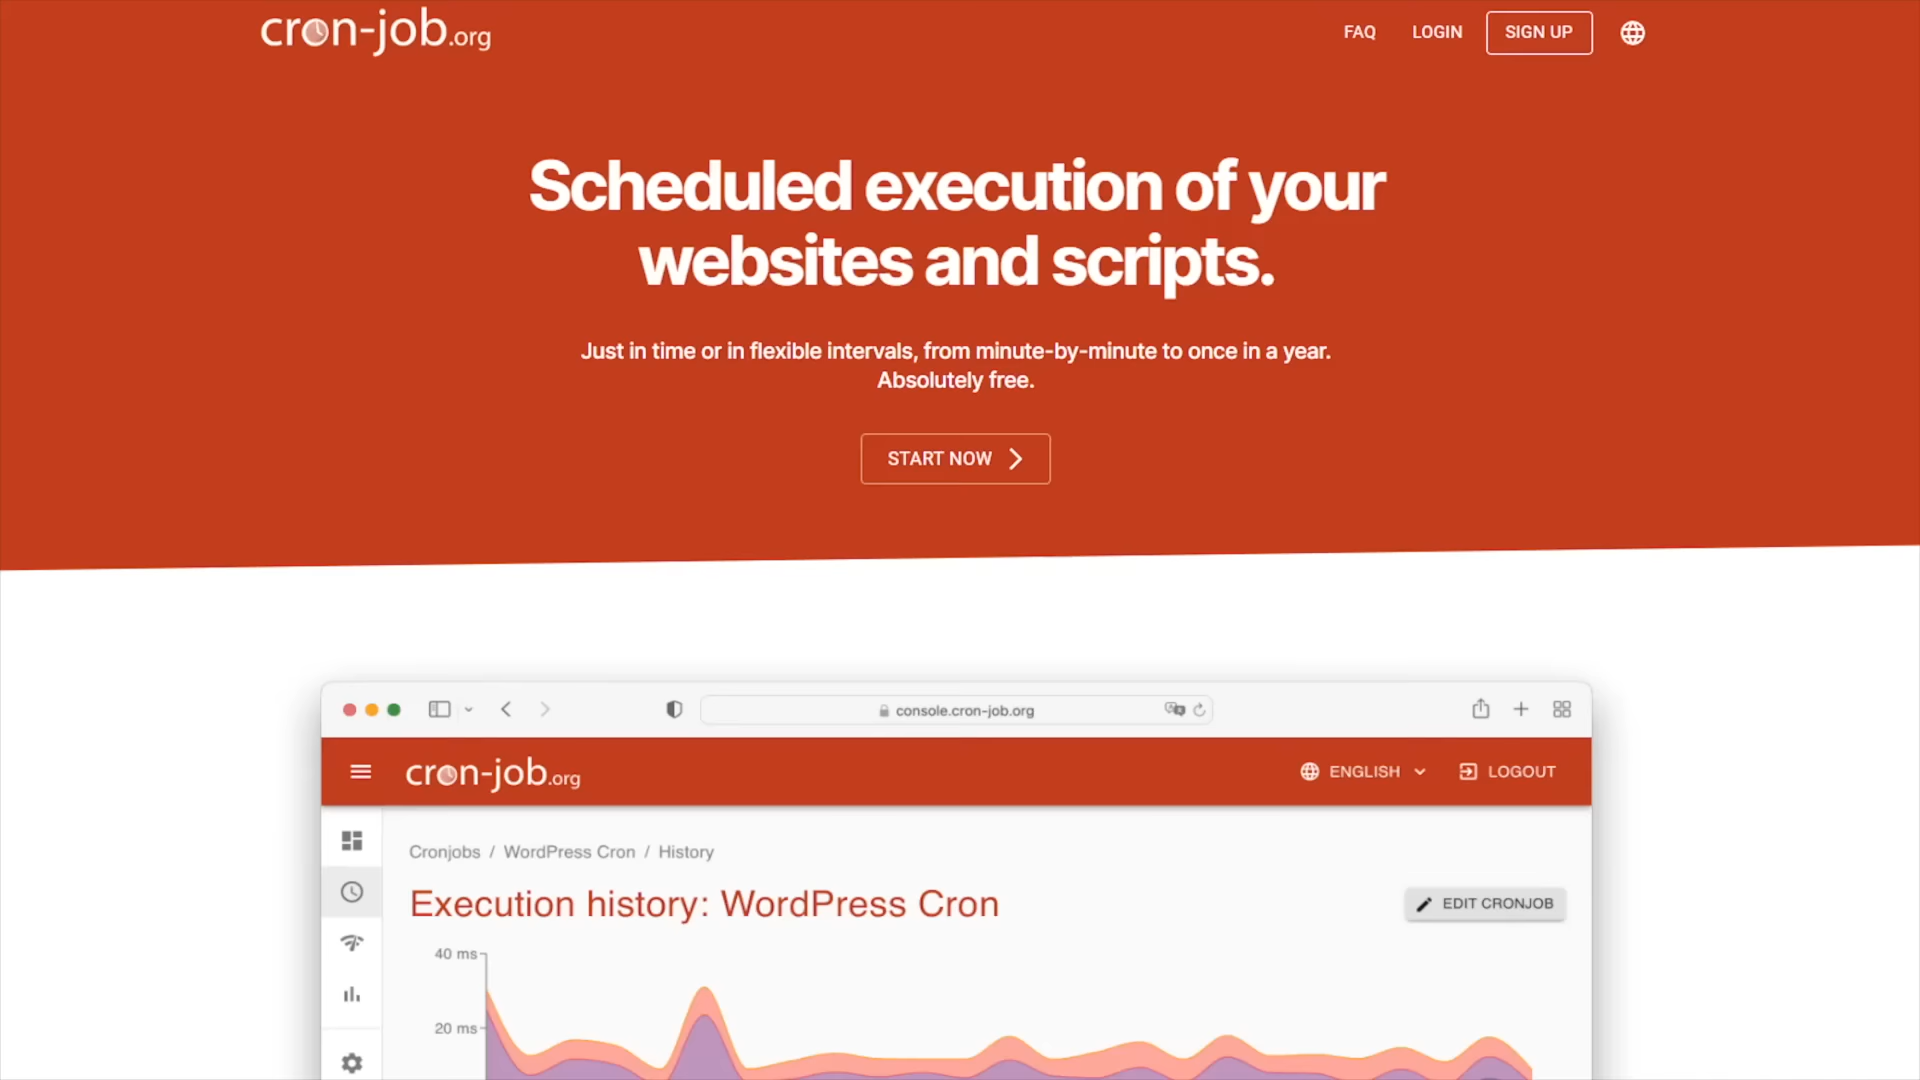 cron-job.org
FAQ
LOGIN
SIGN UP
Scheduled execution of your
websites and scripts.
Just in time or in flexible intervals, from minute-by-minute to once in a year.
Absolutely free.
START NOW
console.cron-job.org
cron-job.org
ENGLISH
LOGOUT
Cronjobs / WordPress Cron / History
Execution history: WordPress Cron
EDIT CRONJOB
40 ms
20 ms